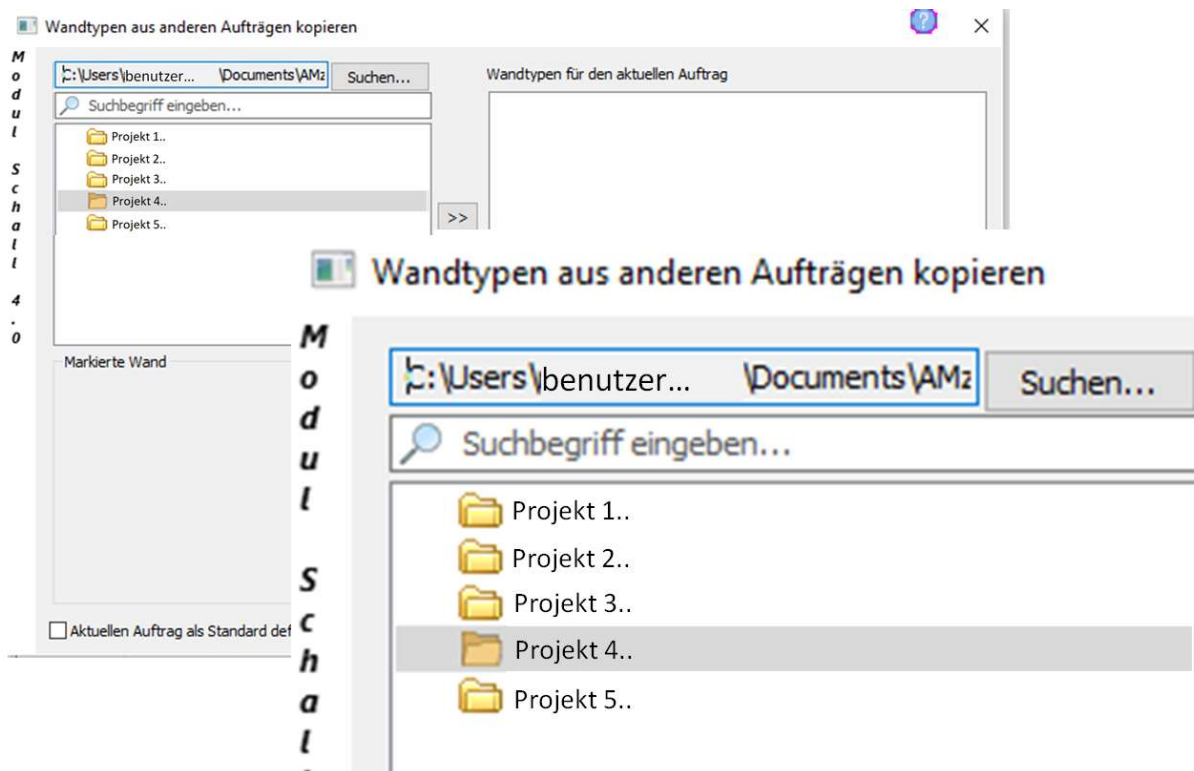 Wandtypen aus anderen Aufträgen kopieren
Modul Schall 4.0
C:\Users\benutzer... \Documents\AMz
Suchen...
Wandtypen für den aktuellen Auftrag
Suchbegriff eingeben...
Projekt 1..
Projekt 2..
Projekt 3..
Projekt 4..
Projekt 5..
>>
Markierte Wand
Aktuellen Auftrag als Standard def
Wandtypen aus anderen Aufträgen kopieren
Modul Schal
C:\Users\benutzer... \Documents\AMz
Suchen...
Suchbegriff eingeben...
Projekt 1..
Projekt 2..
Projekt 3..
Projekt 4..
Projekt 5..